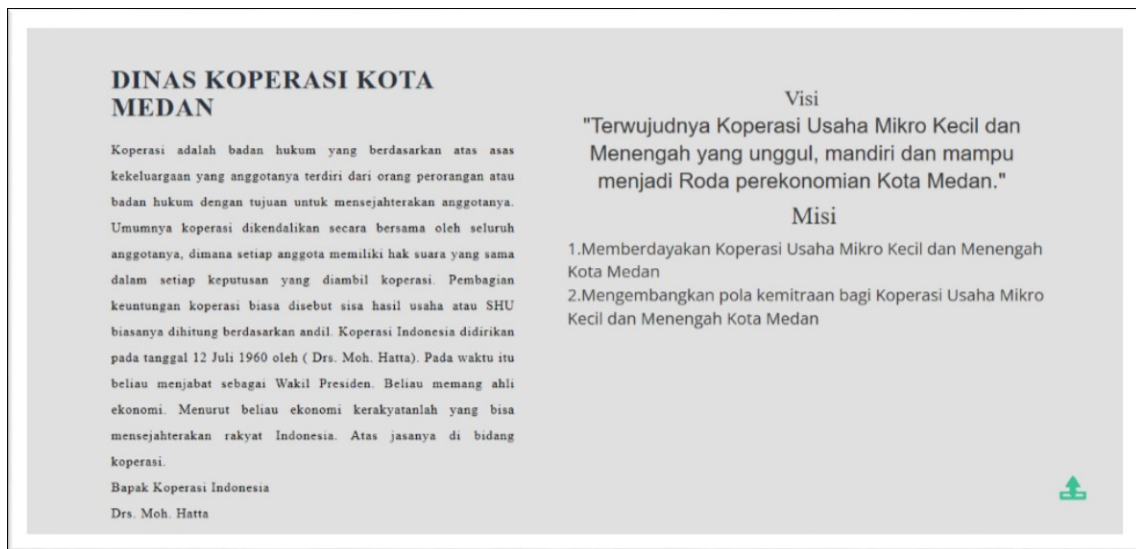 DINAS KOPERASI KOTA
MEDAN
Koperasi adalah badan hukum yang berdasarkan atas asas
kekeluargaan yang anggotanya terdiri dari orang perorangan atau
badan hukum dengan tujuan untuk mensejahterakan anggotanya.
Umumnya koperasi dikendalikan secara bersama oleh seluruh
anggotanya, dimana setiap anggota memiliki hak suara yang sama
dalam setiap keputusan yang diambil koperasi. Pembagian
keuntungan koperasi biasa disebut sisa hasil usaha atau SHU
biasanya dihitung berdasarkan andil. Koperasi Indonesia didirikan
pada tanggal 12 Juli 1960 oleh ( Drs. Moh. Hatta). Pada waktu itu
beliau menjabat sebagai Wakil Presiden. Beliau memang ahli
ekonomi. Menurut beliau ekonomi kerakyatanlah yang bisa
mensejahterakan rakyat Indonesia. Atas jasanya di bidang
koperasi.
Bapak Koperasi Indonesia
Drs. Moh. Hatta
Visi
"Terwujudnya Koperasi Usaha Mikro Kecil dan
Menengah yang unggul, mandiri dan mampu
menjadi Roda perekonomian Kota Medan."
Misi
1.Memberdayakan Koperasi Usaha Mikro Kecil dan Menengah
Kota Medan
2.Mengembangkan pola kemitraan bagi Koperasi Usaha Mikro
Kecil dan Menengah Kota Medan